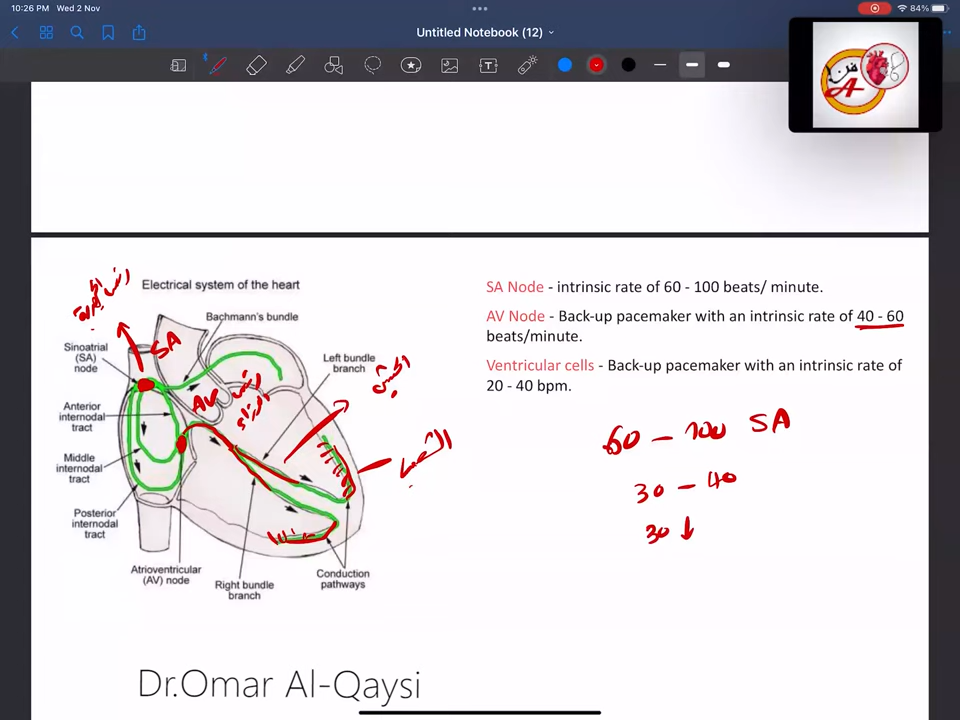 10:26 PM Wed 2 Nov
84%
Untitled Notebook (12)
Electrical system of the heart
Bachmann's bundle
Sinoatrial
(SA)
node
Left bundle
branch
Anterior
internodal
tract
Middle
internodal
tract
Posterior
internodal
tract
Atrioventricular
(AV) node
Right bundle
branch
Conduction
pathways
SA
AV
SA Node - intrinsic rate of 60 - 100 beats/ minute.
AV Node - Back-up pacemaker with an intrinsic rate of 40 - 60
beats/minute.
Ventricular cells - Back-up pacemaker with an intrinsic rate of
20 - 40 bpm.
60 - 100 SA
30 - 40
30 ↓
Dr.Omar Al-Qaysi